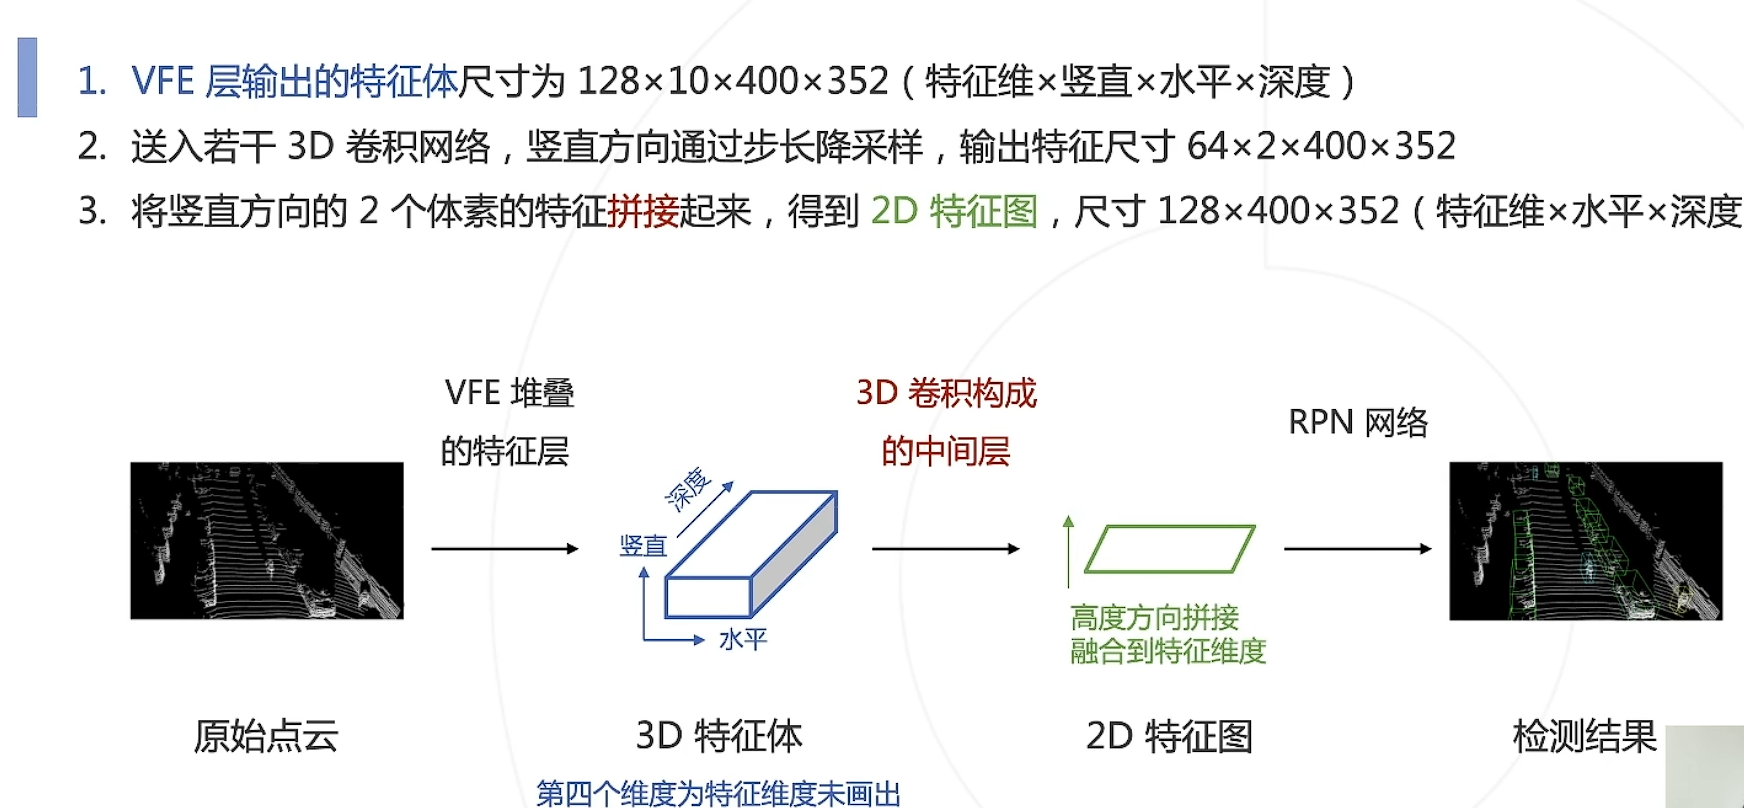 1. VFE 层输出的特征体尺寸为 128×10×400×352（特征维×竖直×水平×深度）
2. 送入若干 3D 卷积网络，竖直方向通过步长降采样，输出特征尺寸 64×2×400×352
3. 将竖直方向的 2 个体素的特征拼接起来，得到 2D 特征图，尺寸 128×400×352（特征维×水平×深度
VFE 堆叠
的特征层
3D 卷积构成
的中间层
RPN 网络
深度
竖直
水平
高度方向拼接
融合到特征维度
原始点云
3D 特征体
2D 特征图
检测结果
第四个维度为特征维度未画出